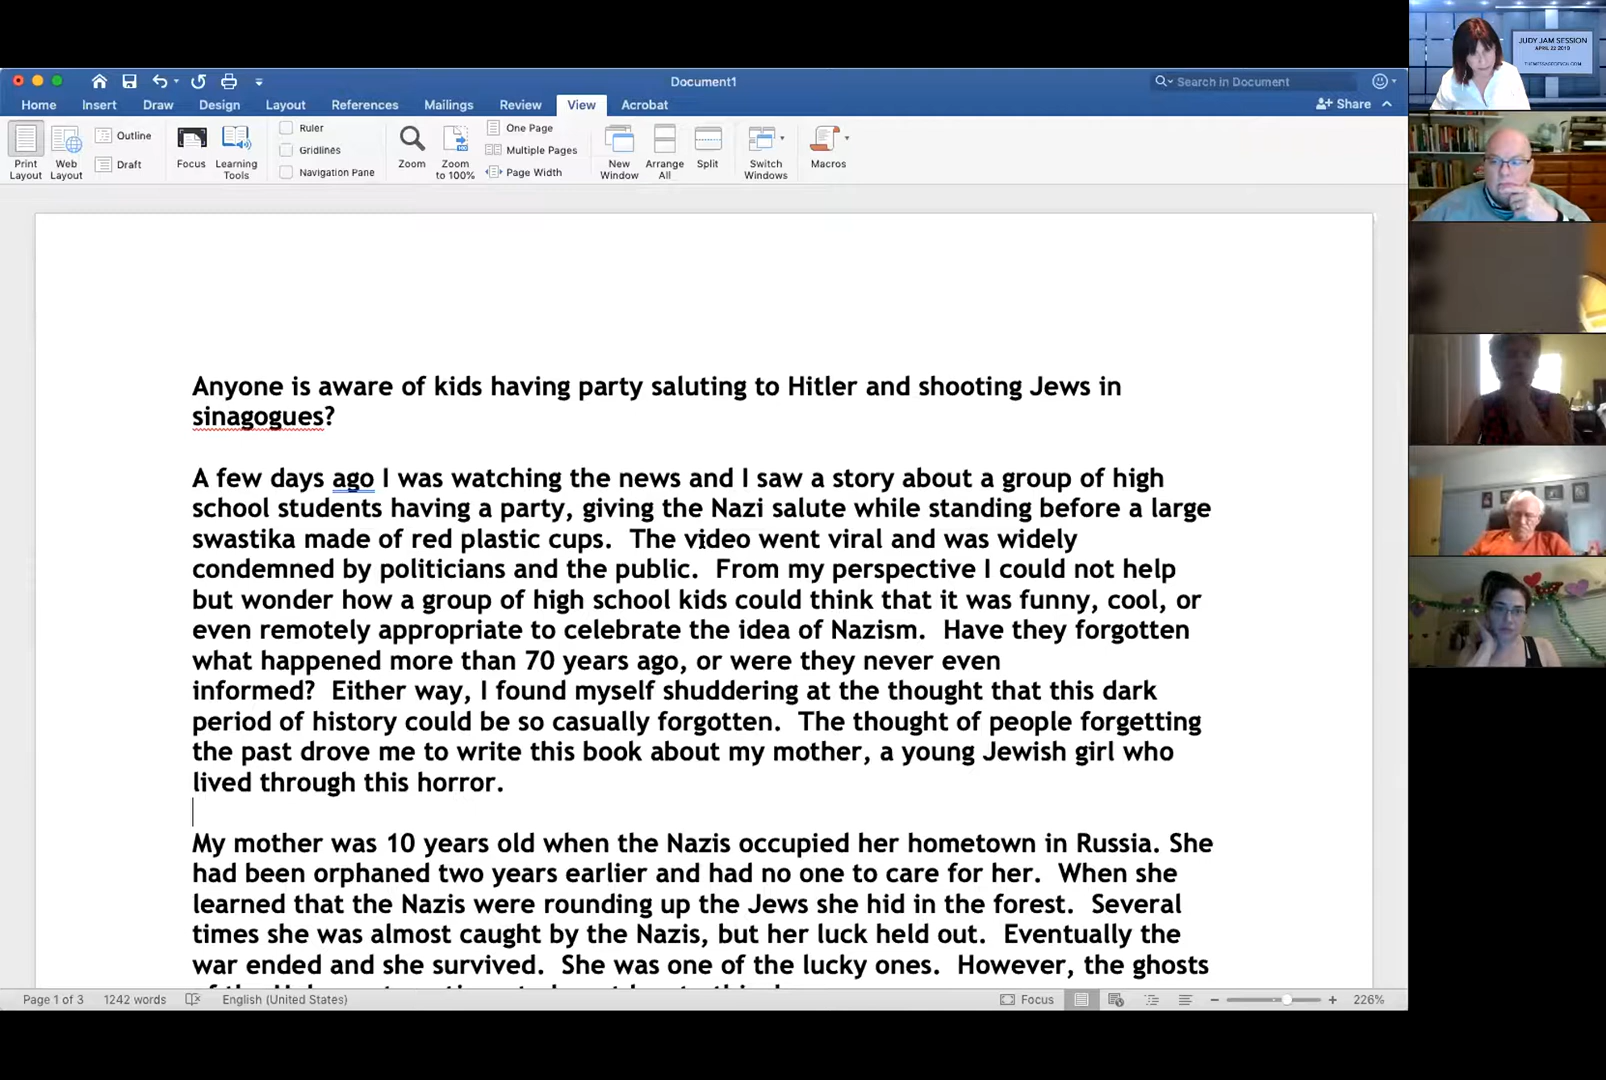 Document1
Search in Document
Home Insert Draw Design Layout References Mailings Review View Acrobat
Share
Print Layout
Web Layout
Outline
Draft
Focus
Learning Tools
Ruler
Gridlines
Navigation Pane
Zoom
Zoom to 100%
One Page
Multiple Pages
Page Width
New Window
Arrange All
Split
Switch Windows
Macros
Anyone is aware of kids having party saluting to Hitler and shooting Jews in
sinagogues?
A few days ago I was watching the news and I saw a story about a group of high
school students having a party, giving the Nazi salute while standing before a large
swastika made of red plastic cups. The video went viral and was widely
condemned by politicians and the public. From my perspective I could not help
but wonder how a group of high school kids could think that it was funny, cool, or
even remotely appropriate to celebrate the idea of Nazism. Have they forgotten
what happened more than 70 years ago, or were they never even
informed? Either way, I found myself shuddering at the thought that this dark
period of history could be so casually forgotten. The thought of people forgetting
the past drove me to write this book about my mother, a young Jewish girl who
lived through this horror.
My mother was 10 years old when the Nazis occupied her hometown in Russia. She
had been orphaned two years earlier and had no one to care for her. When she
learned that the Nazis were rounding up the Jews she hid in the forest. Several
times she was almost caught by the Nazis, but her luck held out. Eventually the
war ended and she survived. She was one of the lucky ones. However, the ghosts
Page 1 of 3 1242 words English (United States) Focus 226%
JUDY JAM SESSION
APRIL 22 2019